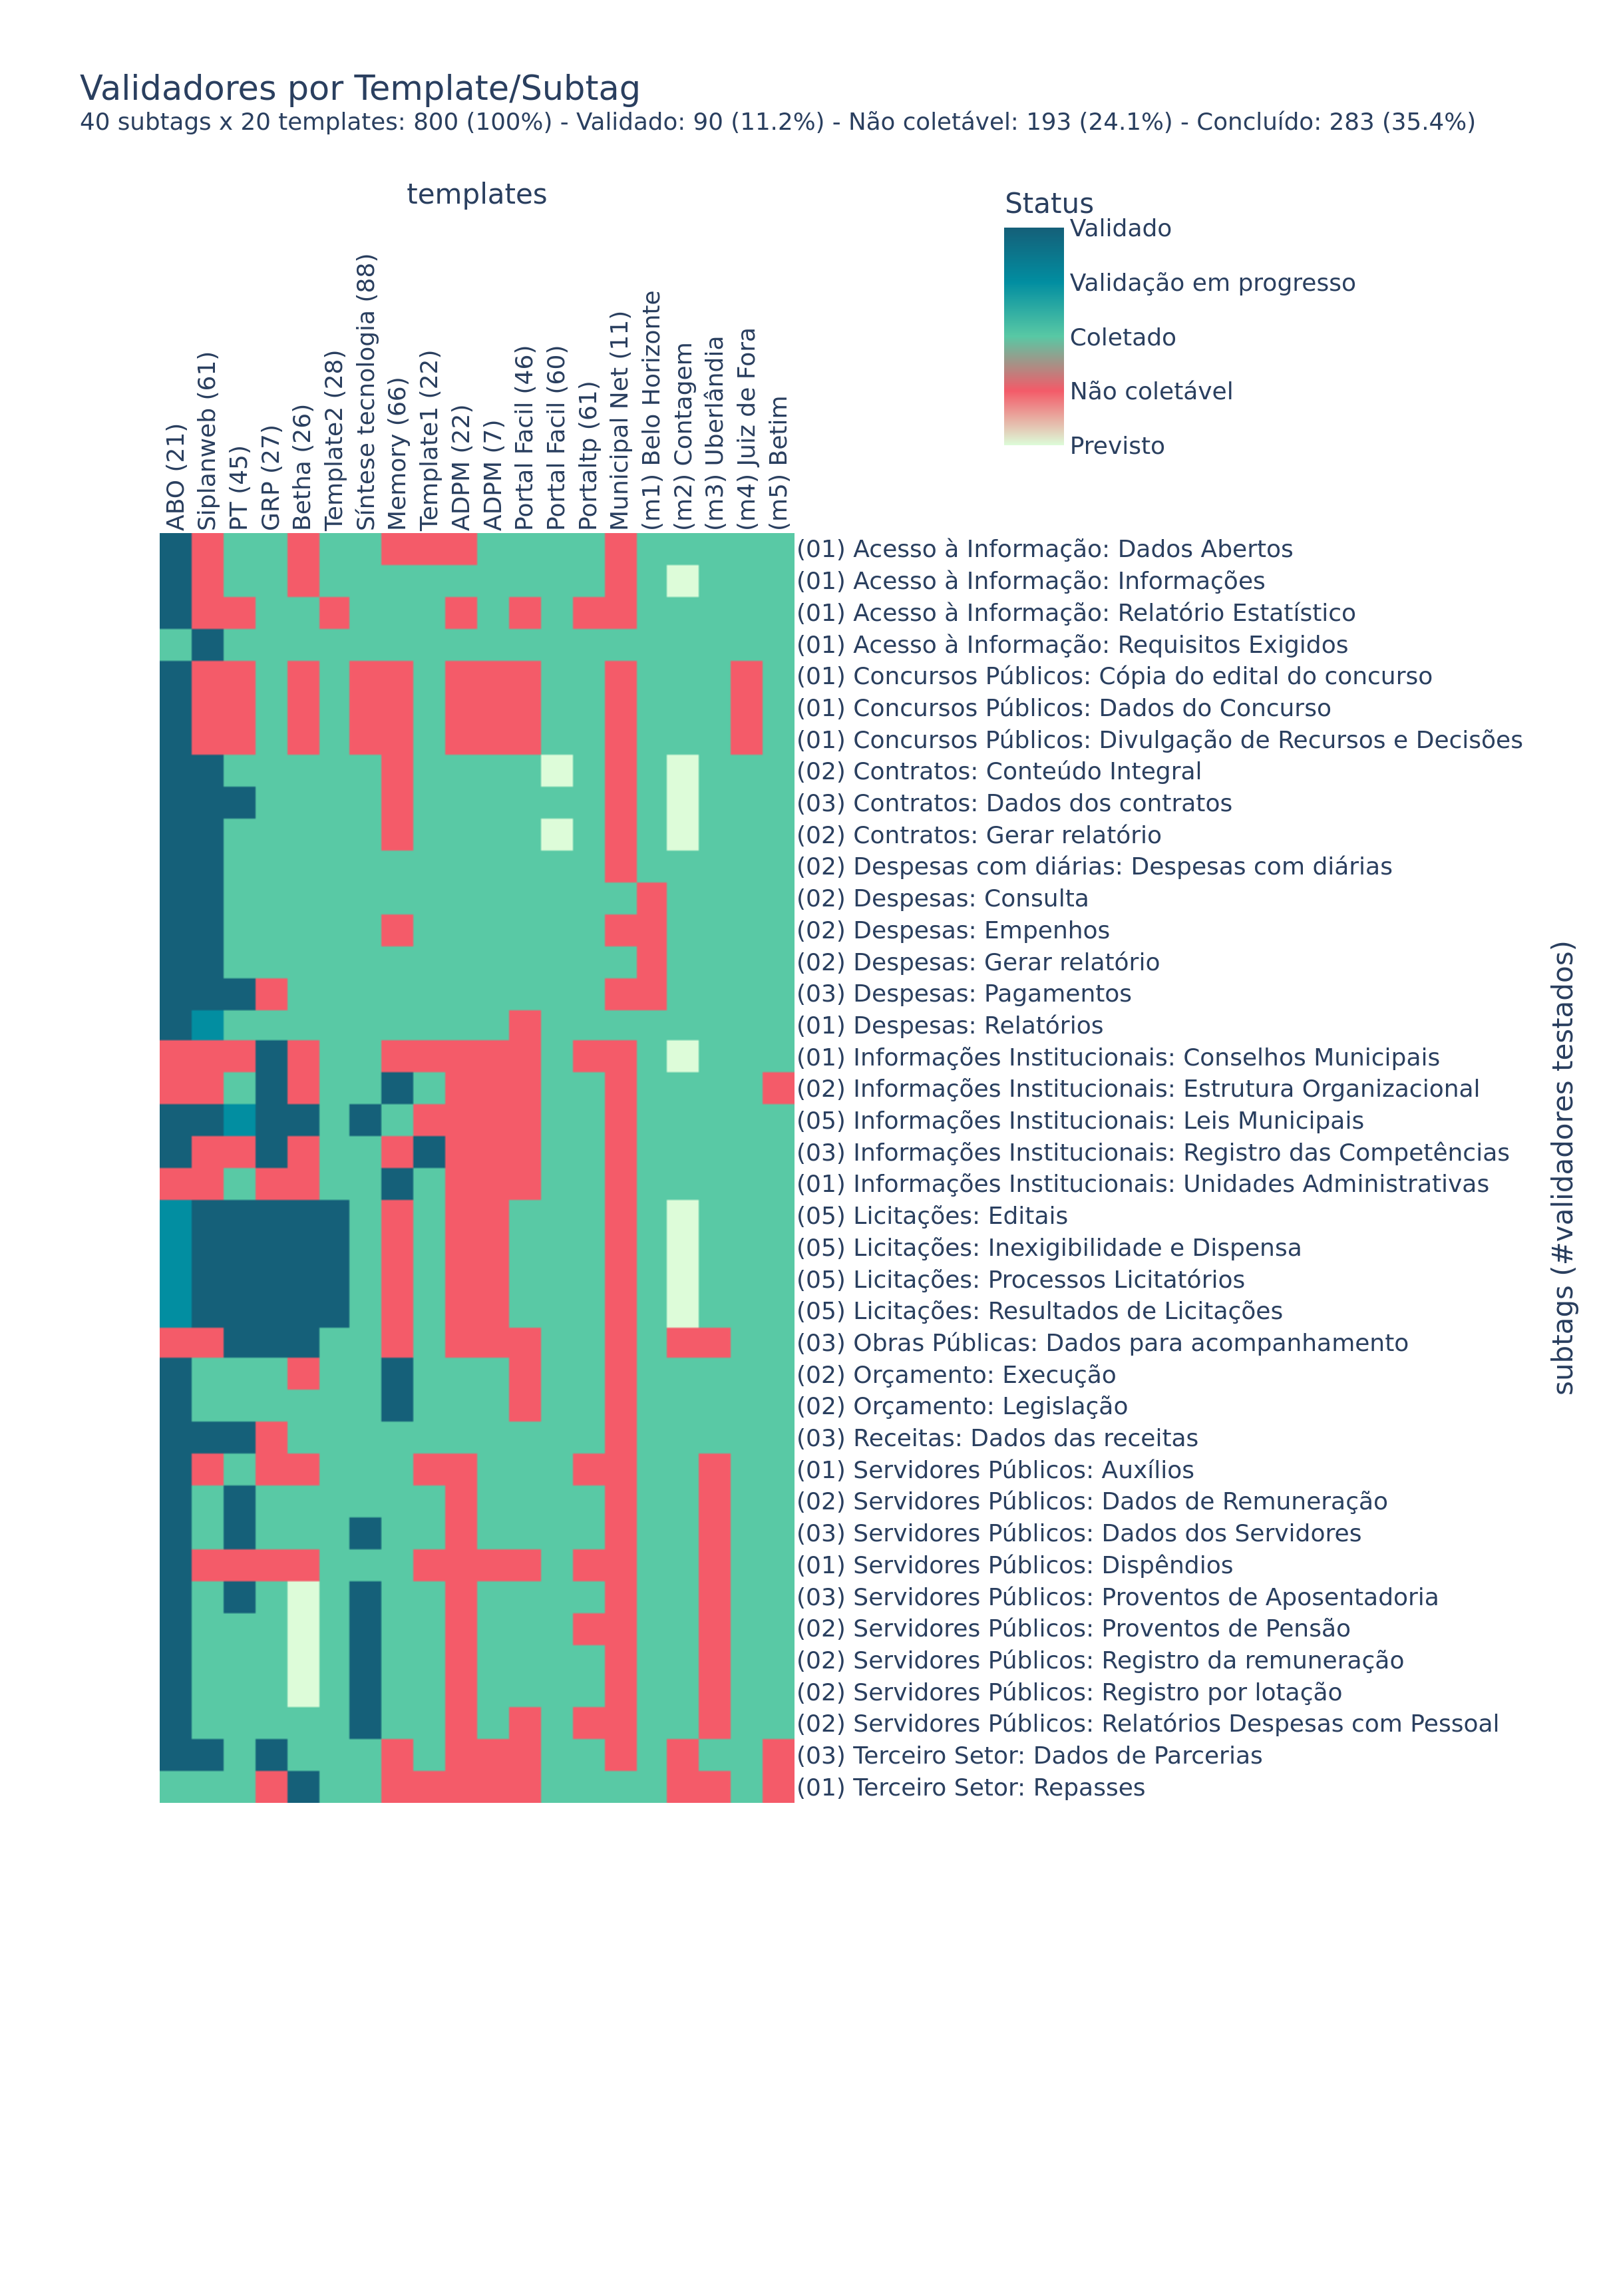 Validadores por Template/Subtag
40 subtags x 20 templates: 800 (100%) - Validado: 90 (11.2%) - Não coletável: 193 (24.1%) - Concluído: 283 (35.4%)
templates
Status
Validado
Validação em progresso
Coletado
Não coletável
Previsto
ABO (21)
Siplanweb (61)
PT (45)
GRP (27)
Betha (26)
Template2 (28)
Síntese tecnologia (88)
Memory (66)
Template1 (22)
ADPM (22)
ADPM (7)
Portal Facil (46)
Portal Facil (60)
Portaltp (61)
Municipal Net (11)
(m1) Belo Horizonte
(m2) Contagem
(m3) Uberlândia
(m4) Juiz de Fora
(m5) Betim
(01) Acesso à Informação: Dados Abertos
(01) Acesso à Informação: Informações
(01) Acesso à Informação: Relatório Estatístico
(01) Acesso à Informação: Requisitos Exigidos
(01) Concursos Públicos: Cópia do edital do concurso
(01) Concursos Públicos: Dados do Concurso
(01) Concursos Públicos: Divulgação de Recursos e Decisões
(02) Contratos: Conteúdo Integral
(03) Contratos: Dados dos contratos
(02) Contratos: Gerar relatório
(02) Despesas com diárias: Despesas com diárias
(02) Despesas: Consulta
(02) Despesas: Empenhos
(02) Despesas: Gerar relatório
(03) Despesas: Pagamentos
(01) Despesas: Relatórios
(01) Informações Institucionais: Conselhos Municipais
(02) Informações Institucionais: Estrutura Organizacional
(05) Informações Institucionais: Leis Municipais
(03) Informações Institucionais: Registro das Competências
(01) Informações Institucionais: Unidades Administrativas
(05) Licitações: Editais
(05) Licitações: Inexigibilidade e Dispensa
(05) Licitações: Processos Licitatórios
(05) Licitações: Resultados de Licitações
(03) Obras Públicas: Dados para acompanhamento
(02) Orçamento: Execução
(02) Orçamento: Legislação
(03) Receitas: Dados das receitas
(01) Servidores Públicos: Auxílios
(02) Servidores Públicos: Dados de Remuneração
(03) Servidores Públicos: Dados dos Servidores
(01) Servidores Públicos: Dispêndios
(03) Servidores Públicos: Proventos de Aposentadoria
(02) Servidores Públicos: Proventos de Pensão
(02) Servidores Públicos: Registro da remuneração
(02) Servidores Públicos: Registro por lotação
(02) Servidores Públicos: Relatórios Despesas com Pessoal
(03) Terceiro Setor: Dados de Parcerias
(01) Terceiro Setor: Repasses
subtags (#validadores testados)